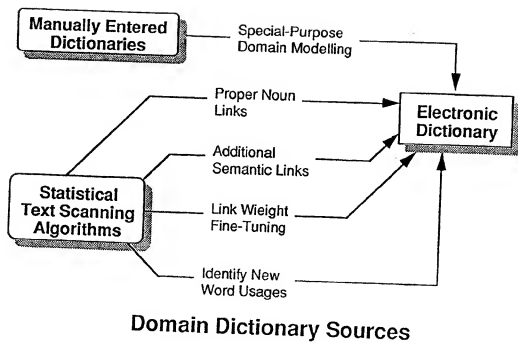 Manually Entered
Dictionaries
Special-Purpose
Domain Modelling
Proper Noun
Links
Electronic
Dictionary
Additional
Semantic Links
Statistical
Text Scanning
Algorithms
Link Wieght
Fine-Tuning
Identify New
Word Usages
Domain Dictionary Sources